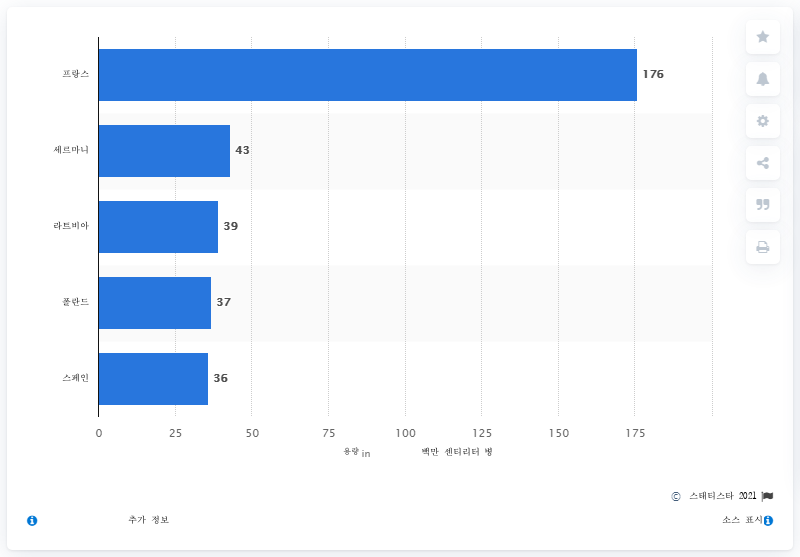 프랑스 176
세르마니 43
라트비아 39
폴란드 37
스페인 36
0 25 50 75 100 125 150 175
용량 in 백만 센티리터 병
© 스태티스타 2021
추가 정보 소스 표시